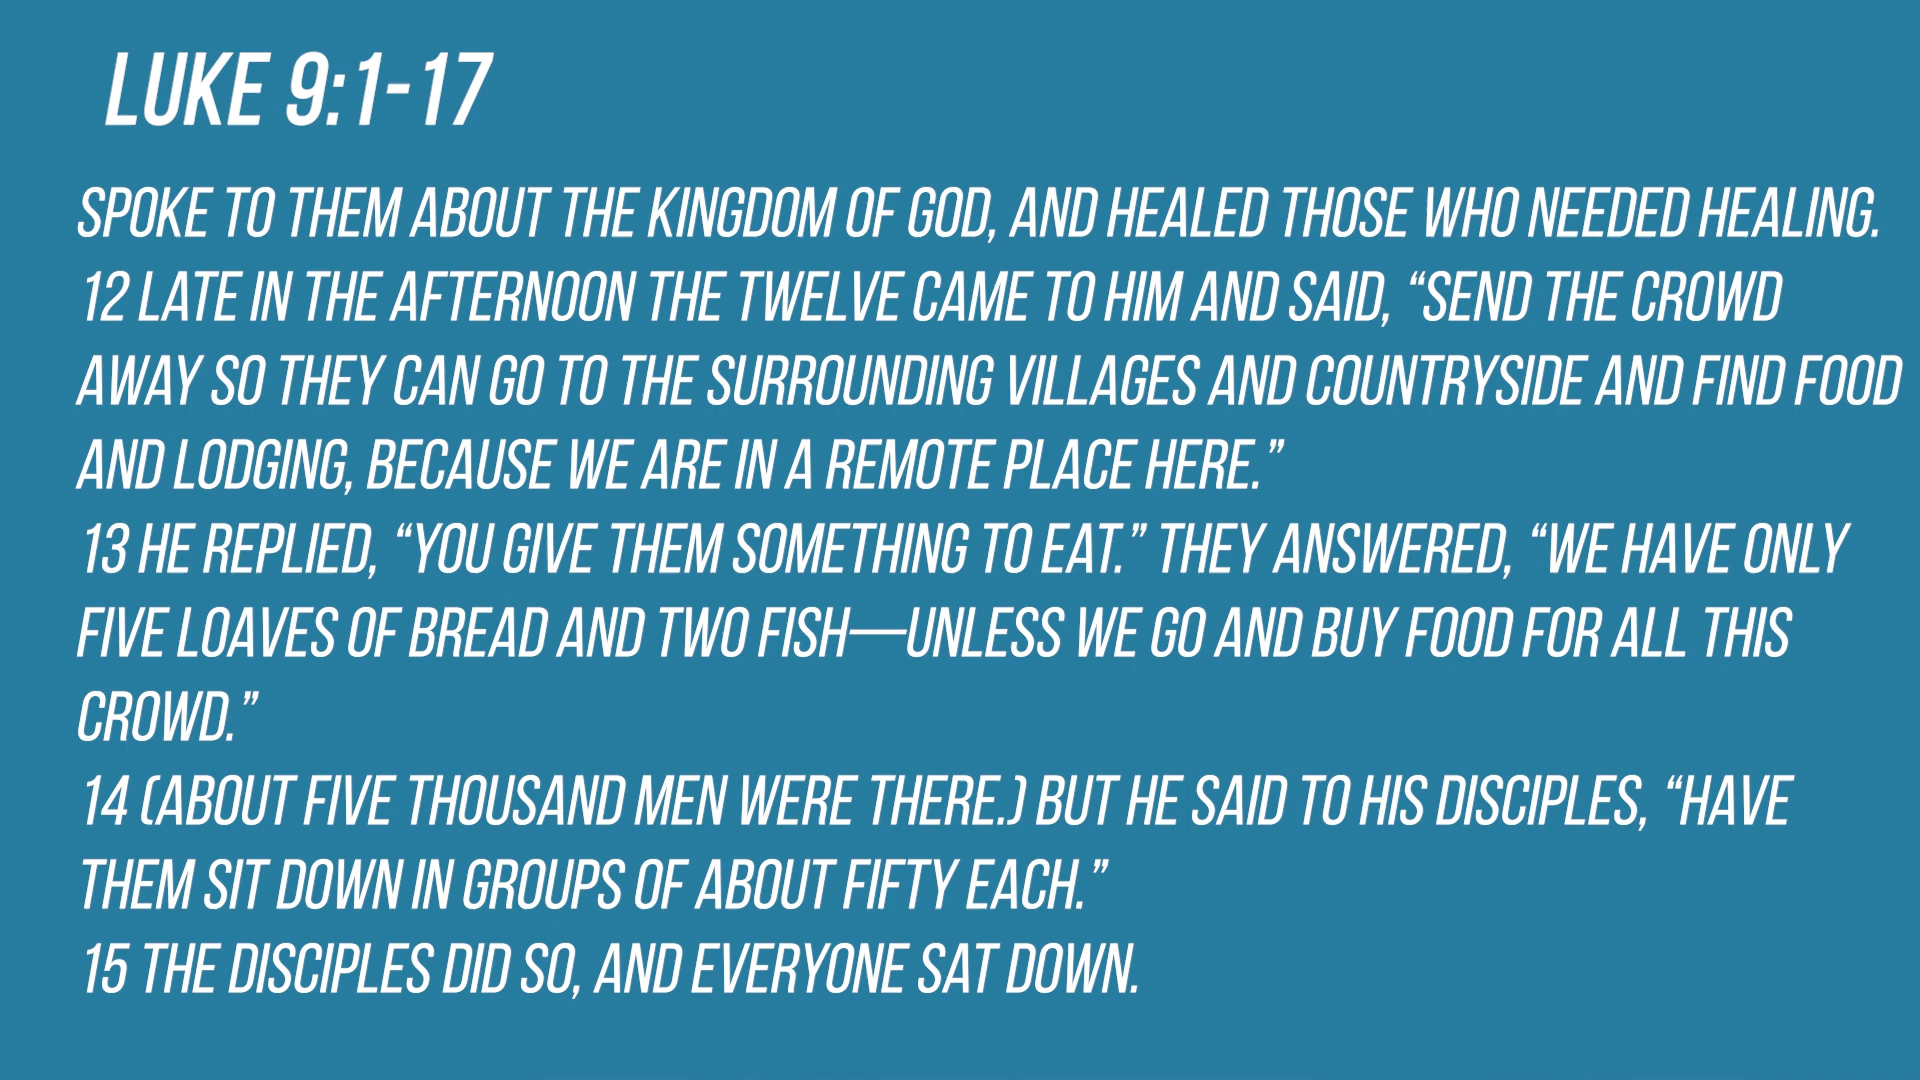 LUKE 9:1-17
SPOKE TO THEM ABOUT THE KINGDOM OF GOD, AND HEALED THOSE WHO NEEDED HEALING.
12 LATE IN THE AFTERNOON THE TWELVE CAME TO HIM AND SAID, “SEND THE CROWD
AWAY SO THEY CAN GO TO THE SURROUNDING VILLAGES AND COUNTRYSIDE AND FIND FOOD
AND LODGING, BECAUSE WE ARE IN A REMOTE PLACE HERE.”
13 HE REPLIED, “YOU GIVE THEM SOMETHING TO EAT.” THEY ANSWERED, “WE HAVE ONLY
FIVE LOAVES OF BREAD AND TWO FISH—UNLESS WE GO AND BUY FOOD FOR ALL THIS
CROWD.”
14 (ABOUT FIVE THOUSAND MEN WERE THERE.) BUT HE SAID TO HIS DISCIPLES, “HAVE
THEM SIT DOWN IN GROUPS OF ABOUT FIFTY EACH.”
15 THE DISCIPLES DID SO, AND EVERYONE SAT DOWN.